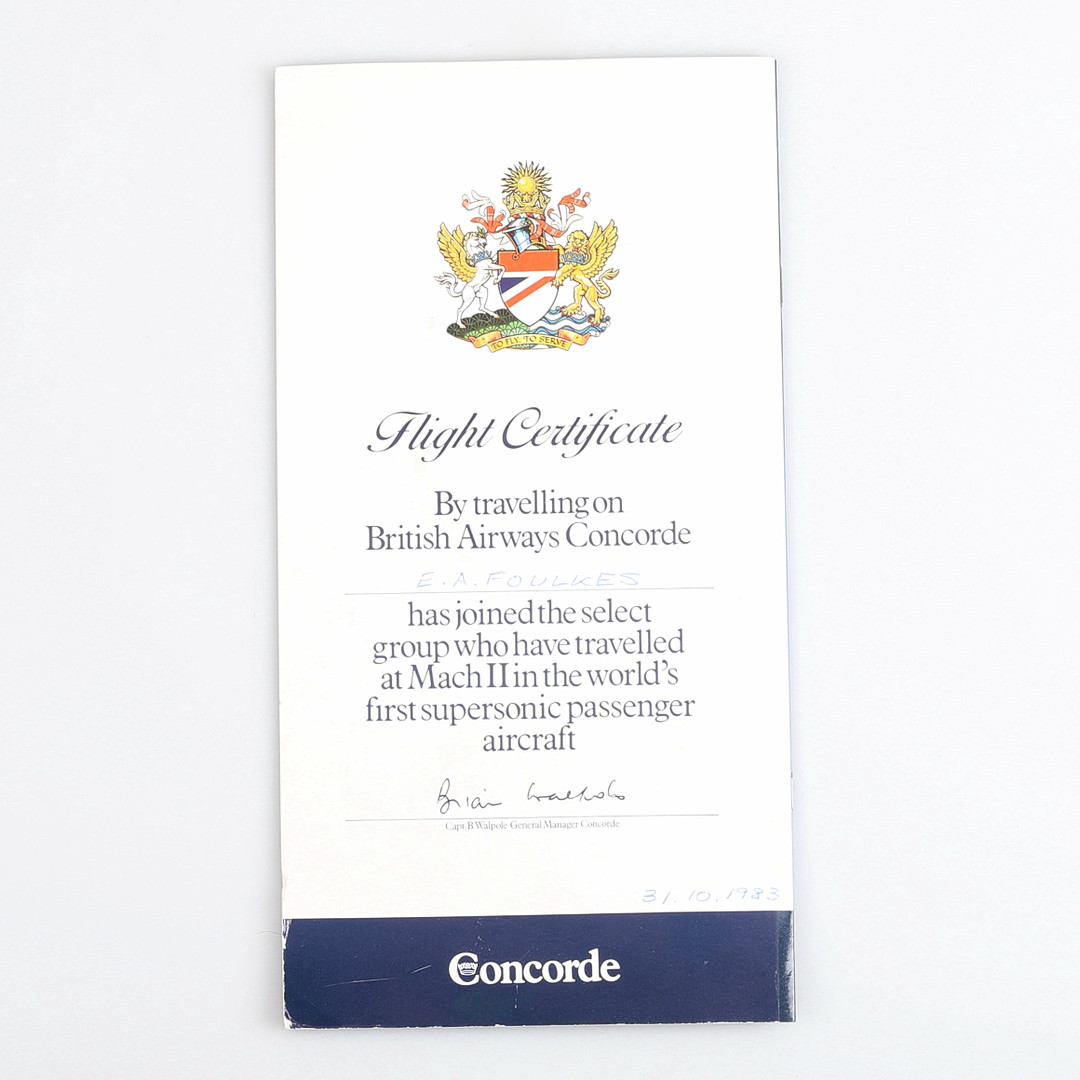 TO FLY. TO SERVE
Flight Certificate
By travelling on
British Airways Concorde
E. A. FOULKES
has joined the select
group who have travelled
at Mach II in the world's
first supersonic passenger
aircraft
Brian Walpole
Capt. B. Walpole General Manager Concorde
31.10.1983
Concorde